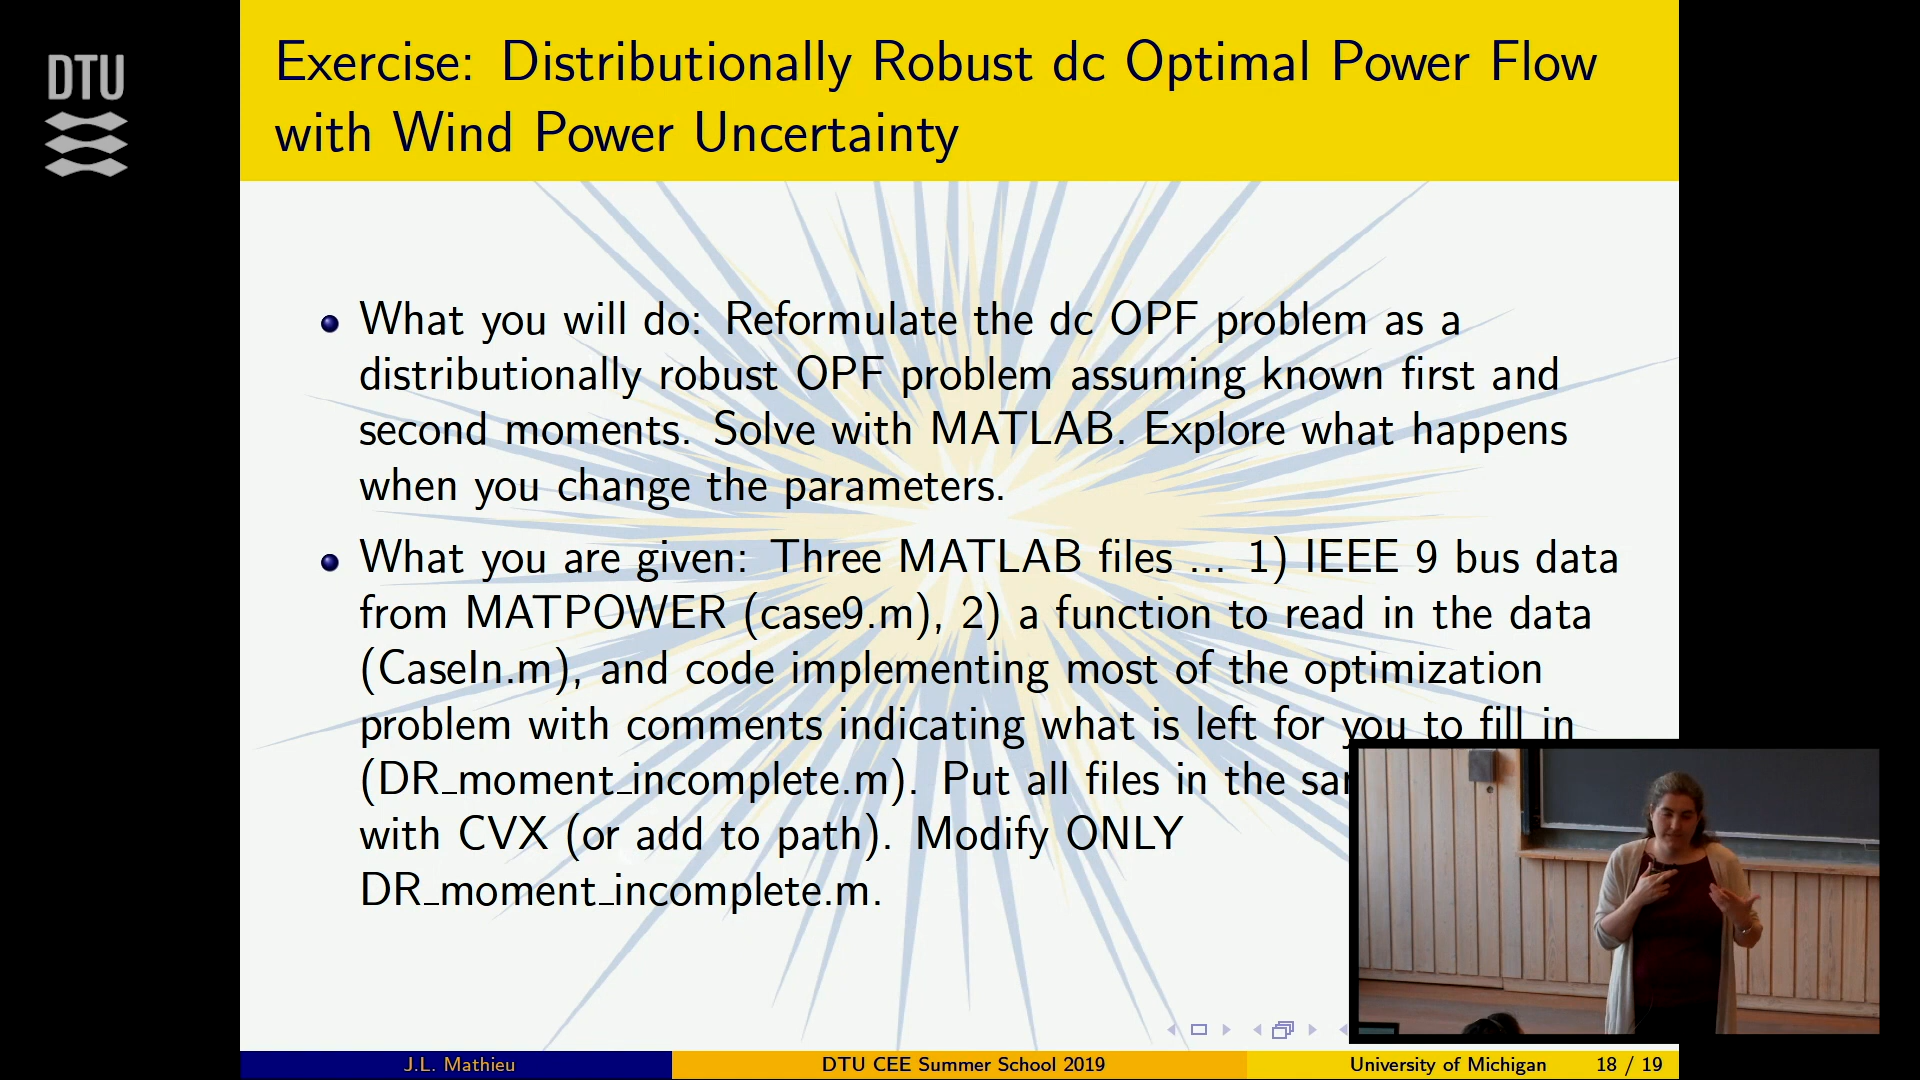 DTU
Exercise: Distributionally Robust dc Optimal Power Flow
with Wind Power Uncertainty
What you will do: Reformulate the dc OPF problem as a
distributionally robust OPF problem assuming known first and
second moments. Solve with MATLAB. Explore what happens
when you change the parameters.
What you are given: Three MATLAB files ... 1) IEEE 9 bus data
from MATPOWER (case9.m), 2) a function to read in the data
(CaseIn.m), and code implementing most of the optimization
problem with comments indicating what is left for you to fill in
(DR_moment_incomplete.m). Put all files in the
with CVX (or add to path). Modify ONLY
DR_moment_incomplete.m.
J.L. Mathieu
DTU CEE Summer School 2019
University of Michigan
18 / 19